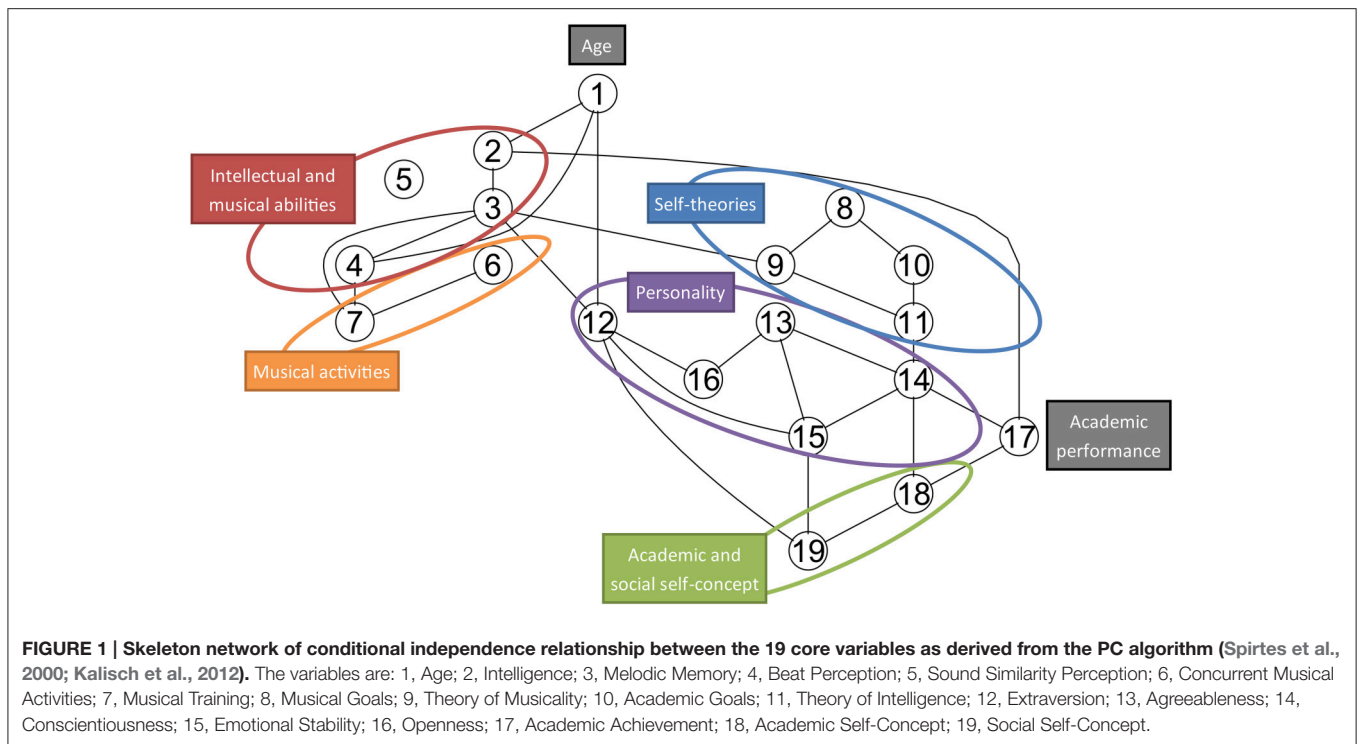 Age
1
2
Intellectual and
musical abilities
5
3
Self-theories
8
4
6
9
10
Personality
7
12
13
11
Musical activities
16
14
15
17
Academic
performance
18
Academic and
social self-concept
19
FIGURE 1 | Skeleton network of conditional independence relationship between the 19 core variables as derived from the PC algorithm (Spirtes et al.,
2000; Kalisch et al., 2012). The variables are: 1, Age; 2, Intelligence; 3, Melodic Memory; 4, Beat Perception; 5, Sound Similarity Perception; 6, Concurrent Musical
Activities; 7, Musical Training; 8, Musical Goals; 9, Theory of Musicality; 10, Academic Goals; 11, Theory of Intelligence; 12, Extraversion; 13, Agreeableness; 14,
Conscientiousness; 15, Emotional Stability; 16, Openness; 17, Academic Achievement; 18, Academic Self-Concept; 19, Social Self-Concept.